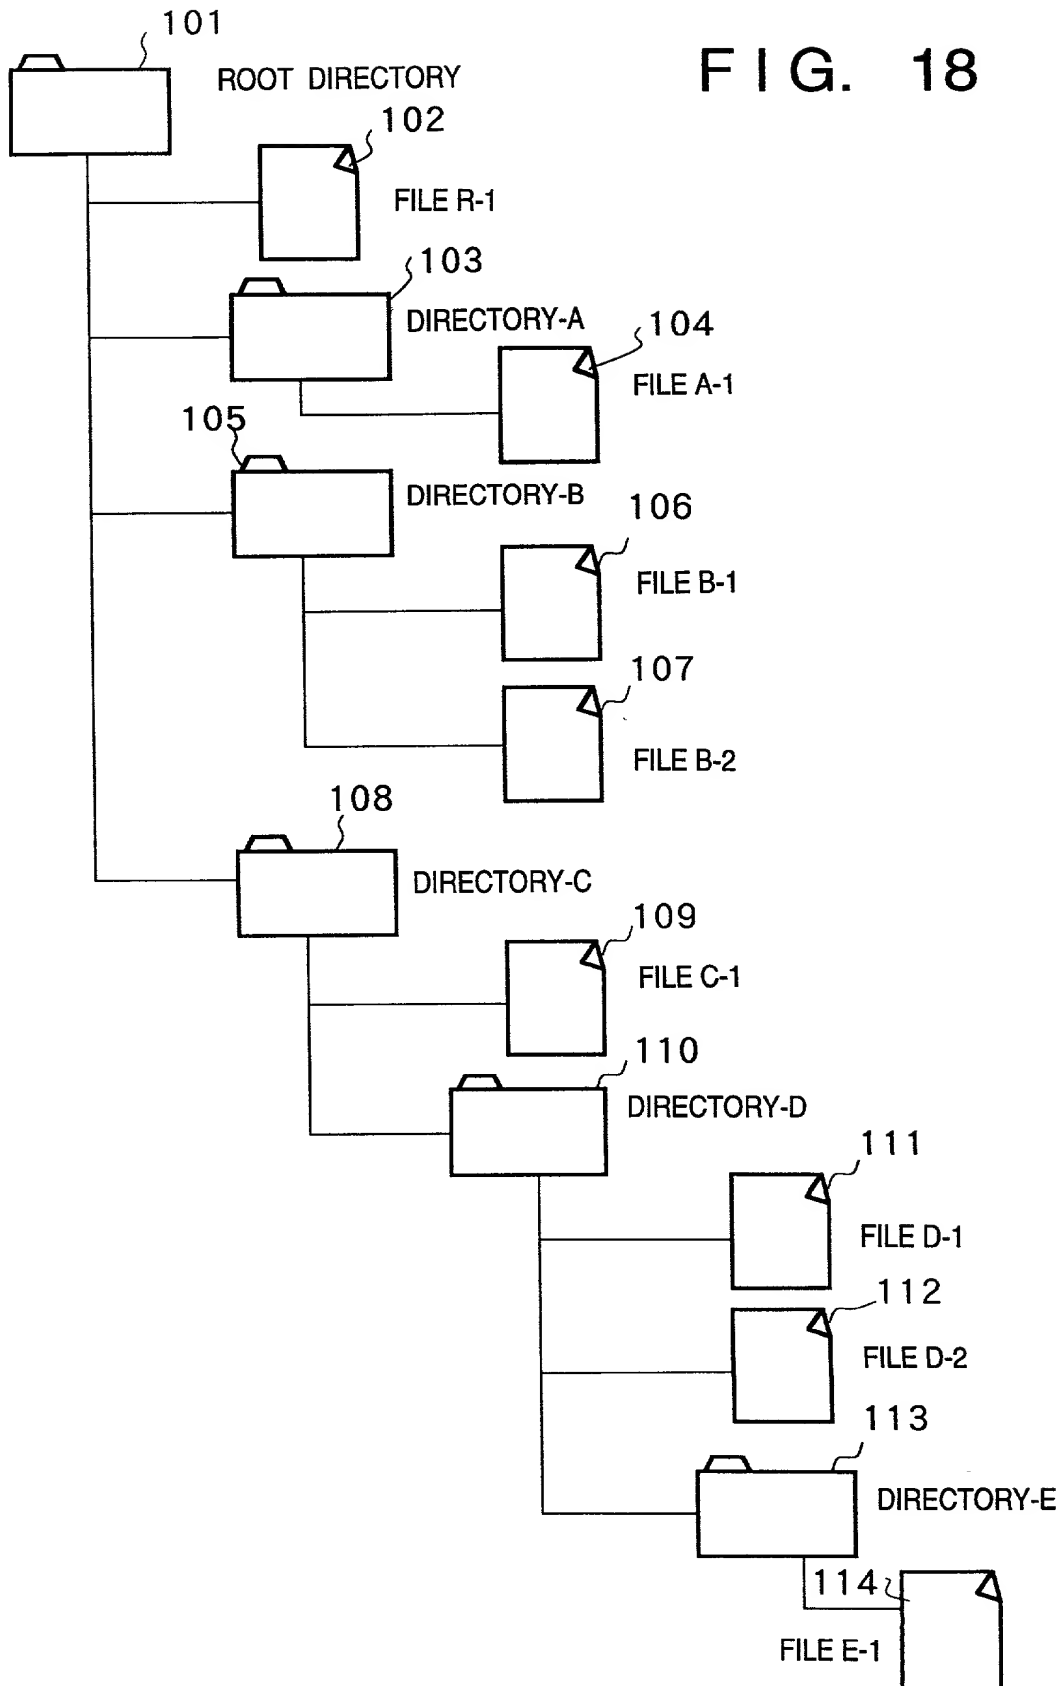 101
FIG. 18
ROOT DIRECTORY
102
FILE R-1
103
DIRECTORY-A
104
FILE A-1
105
DIRECTORY-B
106
FILE B-1
107
FILE B-2
108
DIRECTORY-C
109
FILE C-1
110
DIRECTORY-D
111
FILE D-1
112
FILE D-2
113
DIRECTORY-E
114
FILE E-1